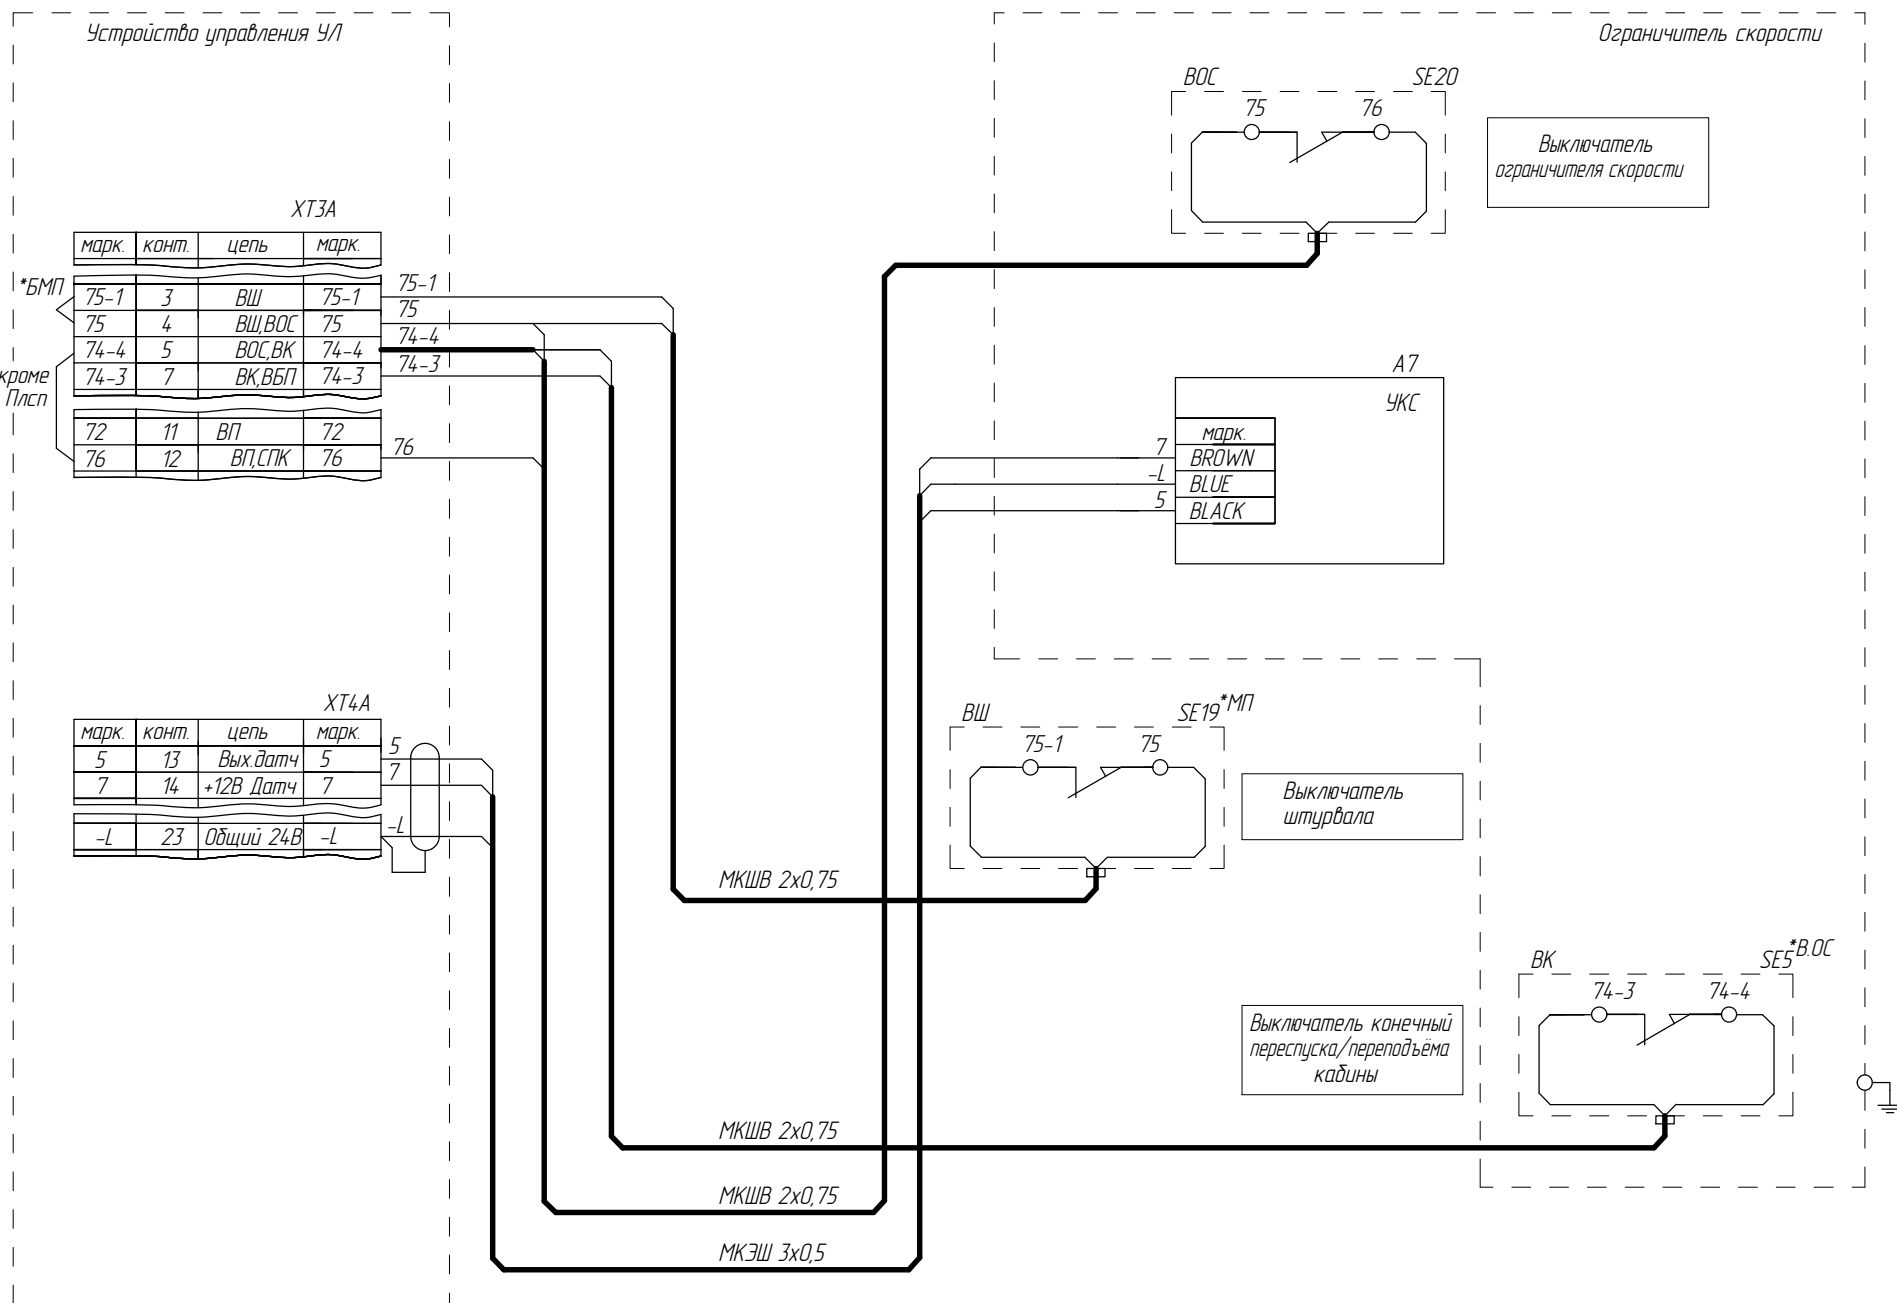 Устройство управления УЛ
Ограничитель скорости
ВОС SE20
75 76
Выключатель
ограничителя скорости
XT3A
марк. конт. цепь марк.
*БМП
75-1 3 ВШ 75-1 75-1
75 4 ВШ,ВОС 75 75
74-4 5 ВОС,ВК 74-4 74-4
74-3 7 ВК,ВБП 74-3 74-3
кроме
Плсп
72 11 ВП 72
76 12 ВП,СПК 76 76
A7
УКС
марк.
7 BROWN
-L BLUE
5 BLACK
XT4A
марк. конт. цепь марк.
5 13 Вых.датч 5 5
7 14 +12В Датч 7 7
-L 23 Общий 24В -L -L
ВШ SE19 *МП
75-1 75
Выключатель
штурвала
МКШВ 2х0,75
ВК SE5 *В.ОС
74-3 74-4
Выключатель конечный
переспуска/переподъёма
кабины
МКШВ 2х0,75
МКШВ 2х0,75
МКЭШ 3х0,5